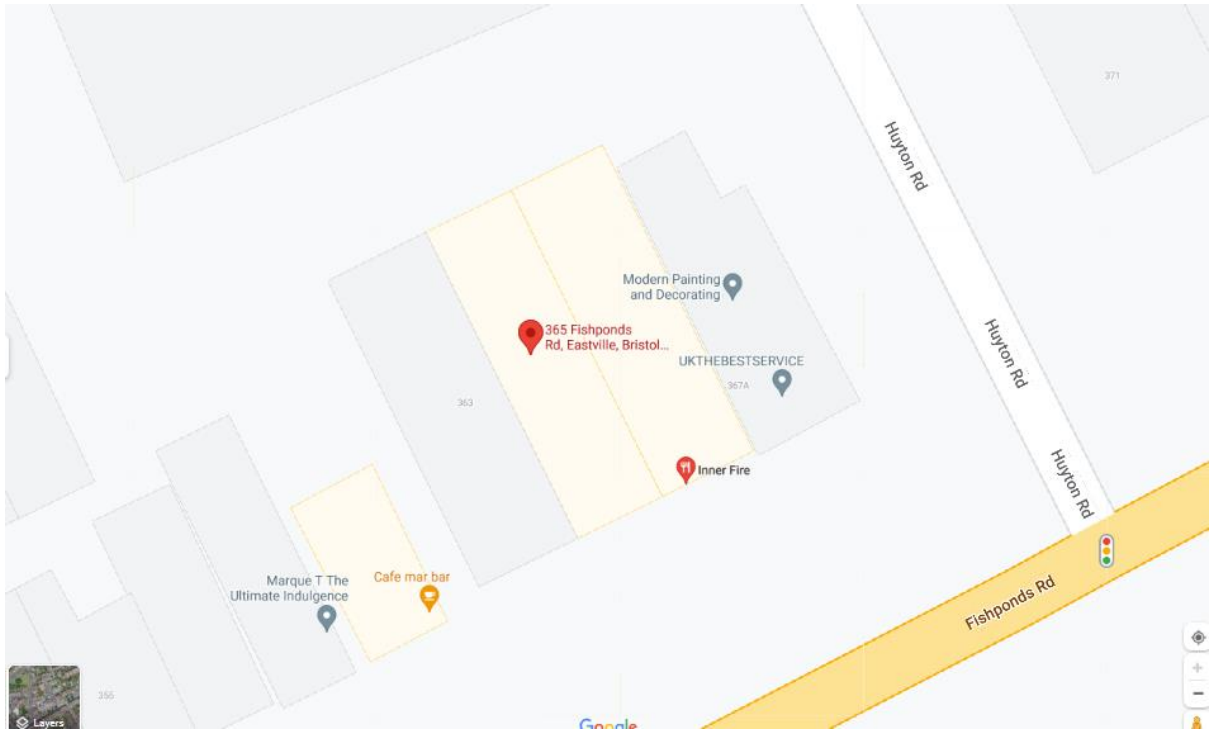 371
Huyton Rd
Modern Painting
and Decorating
365 Fishponds
Rd, Eastville, Bristol...
Huyton Rd
UKTHEBESTSERVICE
367A
363
Inner Fire
Huyton Rd
Cafe mar bar
Marque T The
Ultimate Indulgence
Fishponds Rd
355
Layers
Google